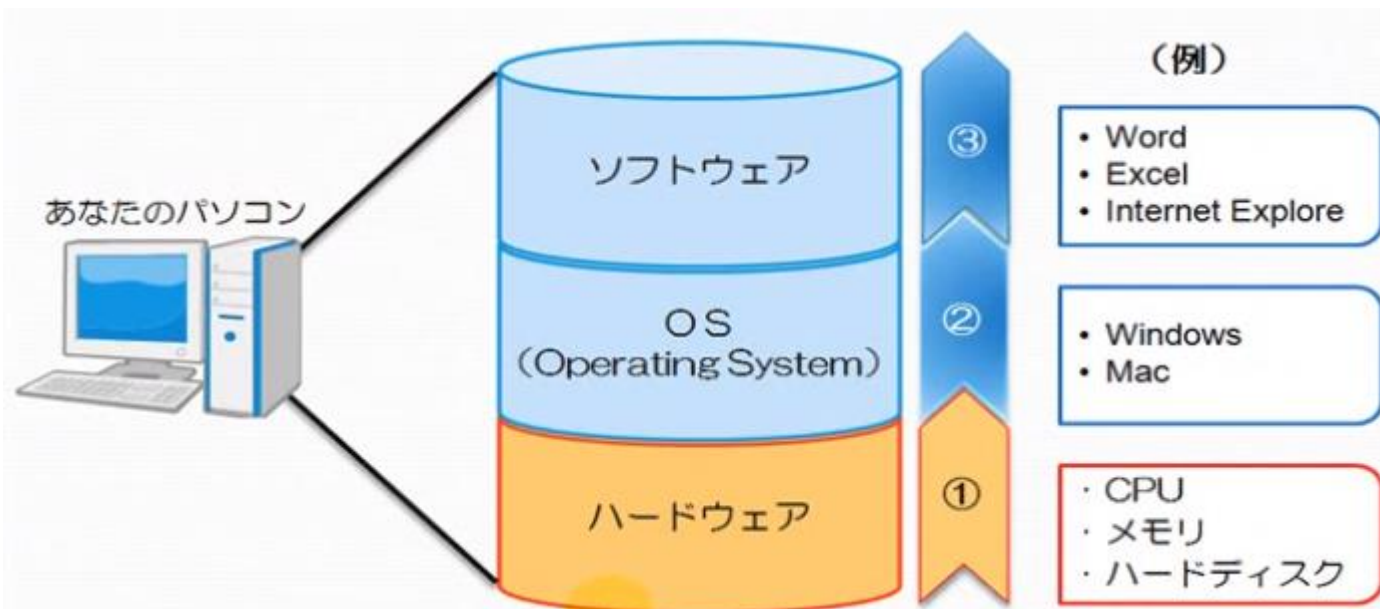 （例）
あなたのパソコン
ソフトウェア
③
• Word
• Excel
• Internet Explore
ＯＳ
（Operating System）
②
• Windows
• Mac
ハードウェア
①
・CPU
・メモリ
・ハードディスク